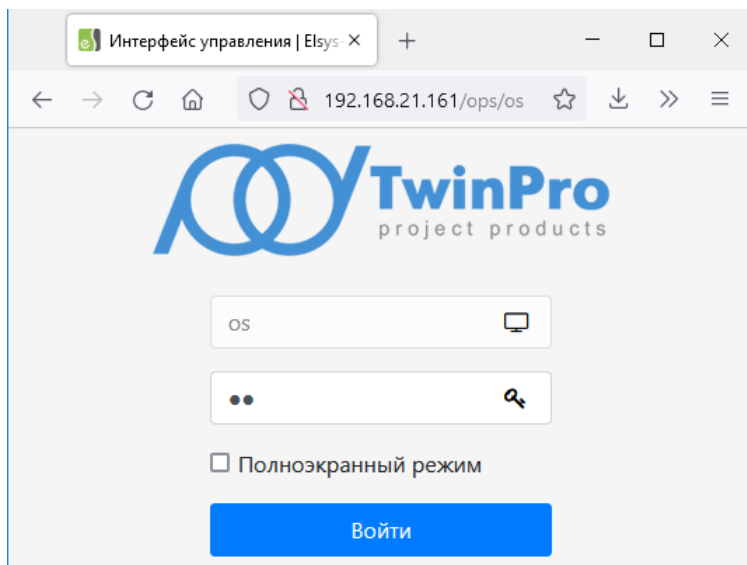 Интерфейс управления | Elsys-
192.168.21.161/ops/os
TwinPro
project products
os
Полноэкранный режим
Войти